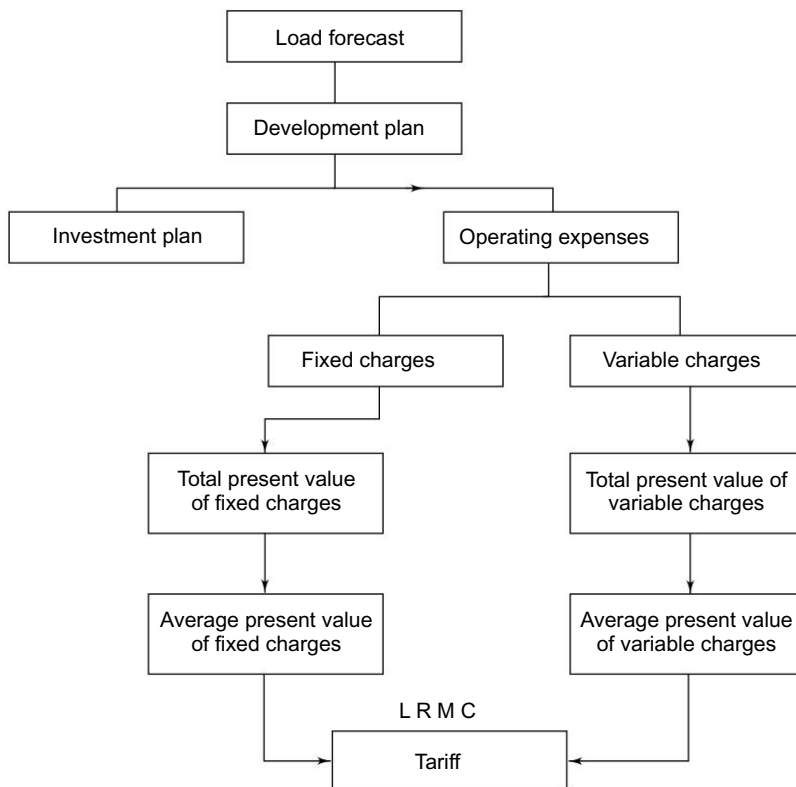 Load forecast
Development plan
Investment plan
Operating expenses
Fixed charges
Variable charges
Total present value
of fixed charges
Total present value of
variable charges
Average present value
of fixed charges
Average present value
of variable charges
L R M C
Tariff